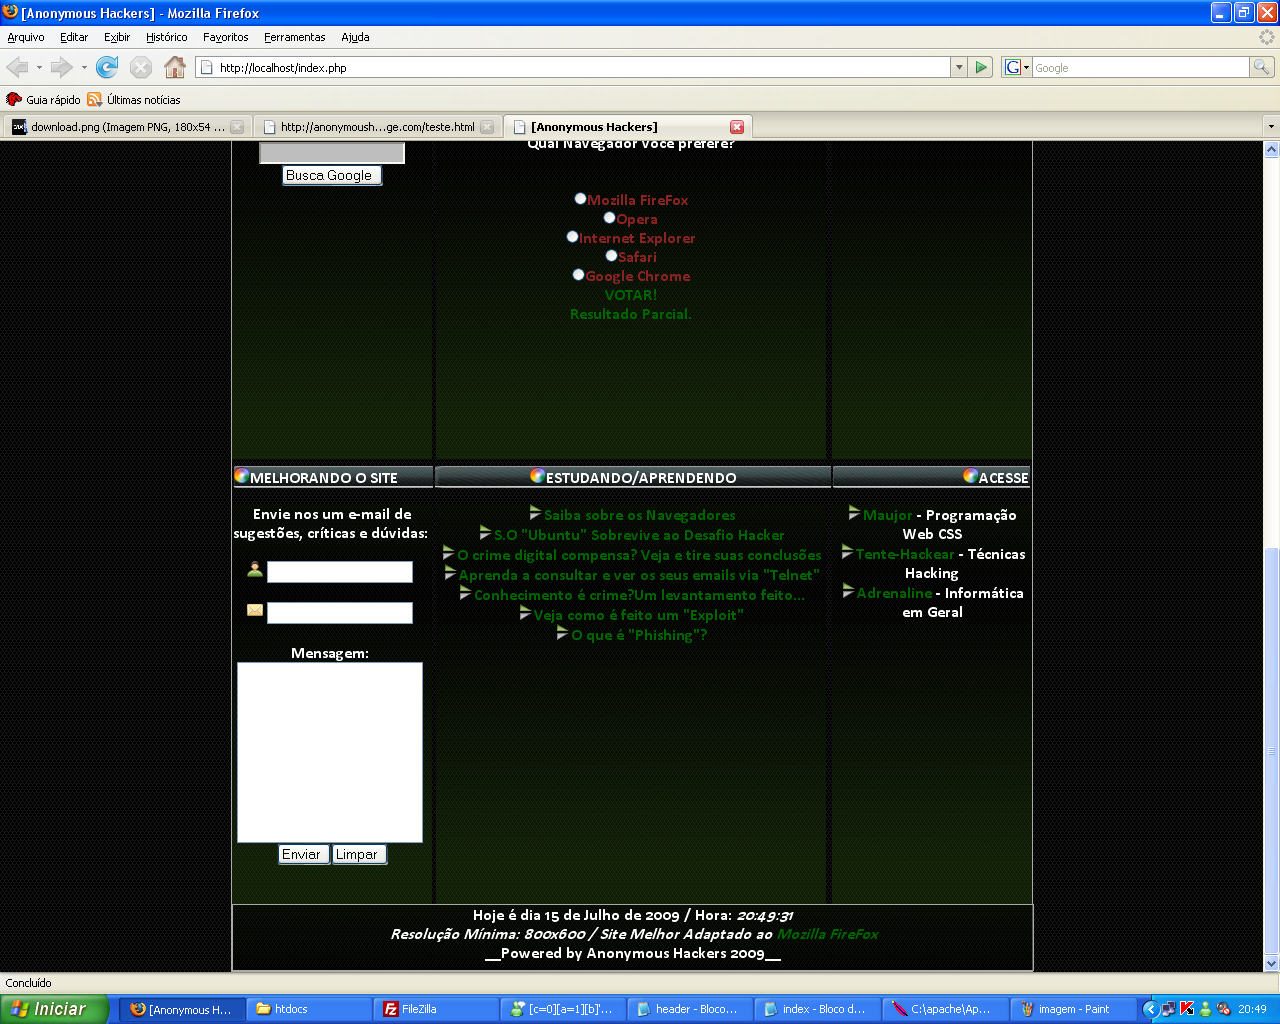 [Anonymous Hackers] - Mozilla Firefox
Arquivo Editar Exibir Histórico Favoritos Ferramentas Ajuda
http://localhost/index.php
Google
Guia rápido Últimas notícias
download.png (Imagem PNG, 180x54 ...
http://anonymoush...ge.com/teste.html
[Anonymous Hackers]
Qual Navegador você prefere?
Busca Google
Mozilla FireFox
Opera
Internet Explorer
Safari
Google Chrome
VOTAR!
Resultado Parcial.
MELHORANDO O SITE
Envie nos um e-mail de
sugestões, críticas e dúvidas:
Mensagem:
Enviar Limpar
ESTUDANDO/APRENDENDO
Saiba sobre os Navegadores
S.O "Ubuntu" Sobrevive ao Desafio Hacker
O crime digital compensa? Veja e tire suas conclusões
Aprenda a consultar e ver os seus emails via "Telnet"
Conhecimento é crime?Um levantamento feito...
Veja como é feito um "Exploit"
O que é "Phishing"?
ACESSE
Maujor - Programação
Web CSS
Tente-Hackear - Técnicas
Hacking
Adrenaline - Informática
em Geral
Hoje é dia 15 de Julho de 2009 / Hora: 20:49:31
Resolução Mínima: 800x600 / Site Melhor Adaptado ao Mozilla FireFox
__Powered by Anonymous Hackers 2009__
Concluído
Iniciar
[Anonymous H...
htdocs
FileZilla
[c=0][a=1][b]'...
header - Bloco...
index - Bloco d...
C:\apache\Ap...
imagem - Paint
20:49